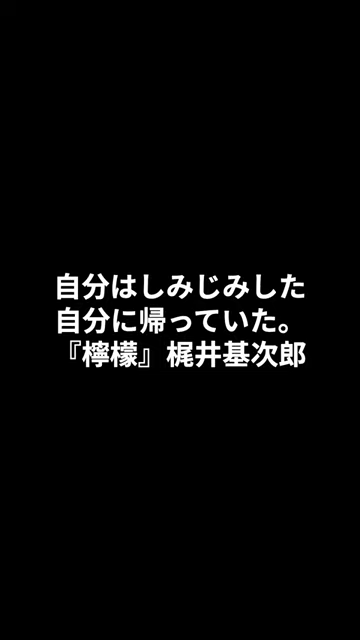 自分はしみじみした
自分に帰っていた。
『檸檬』梶井基次郎